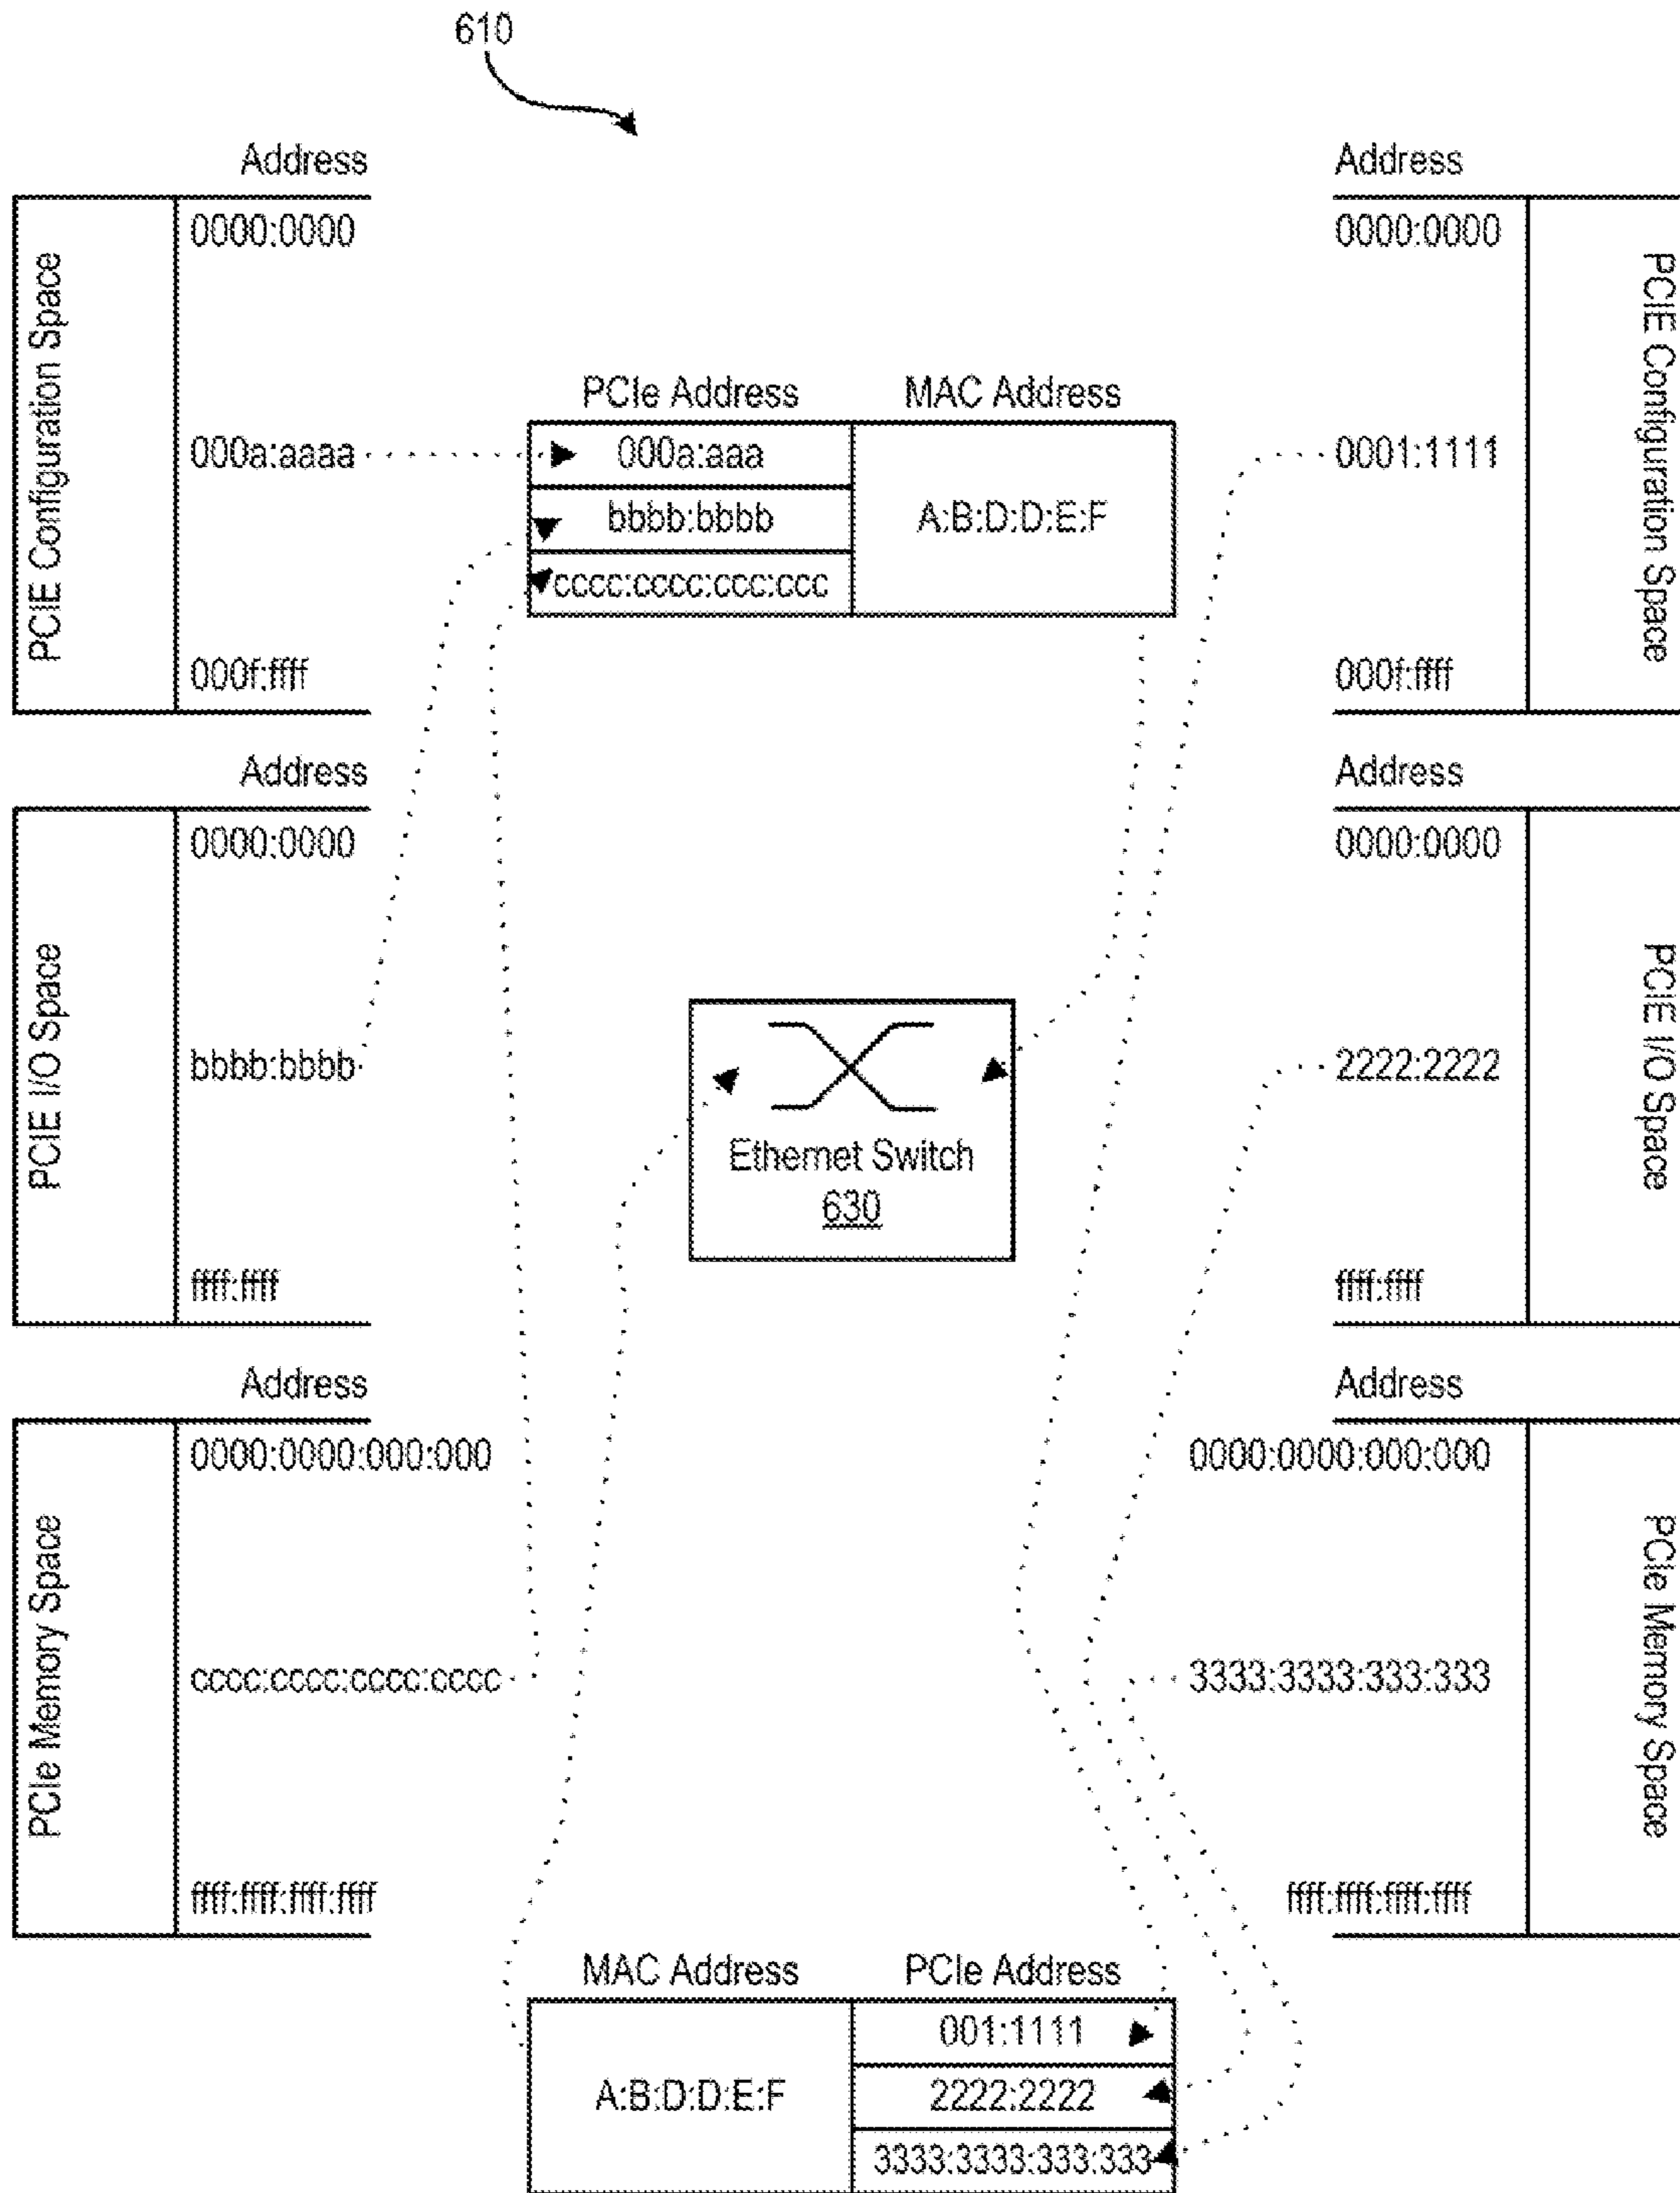 610
Address
0000:0000
000a:aaaa
000f:ffff
PCIE Configuration Space
Address
0000:0000
bbbb:bbbb
ffff:ffff
PCIE I/O Space
Address
0000:0000:000:000
cccc:cccc:cccc:cccc
ffff:ffff:ffff:ffff
PCIe Memory Space
PCIe Address MAC Address
000a:aaa
bbbb:bbbb
cccc:cccc:ccc:ccc
A:B:D:D:E:F
Ethernet Switch
630
MAC Address PCIe Address
A:B:D:D:E:F
001:1111
2222:2222
3333:3333:333:333
Address
0000:0000
0001:1111
000f:ffff
PCIE Configuration Space
Address
0000:0000
2222:2222
ffff:ffff
PCIE I/O Space
Address
0000:0000:000:000
3333:3333:333:333
ffff:ffff:ffff:ffff
PCIe Memory Space